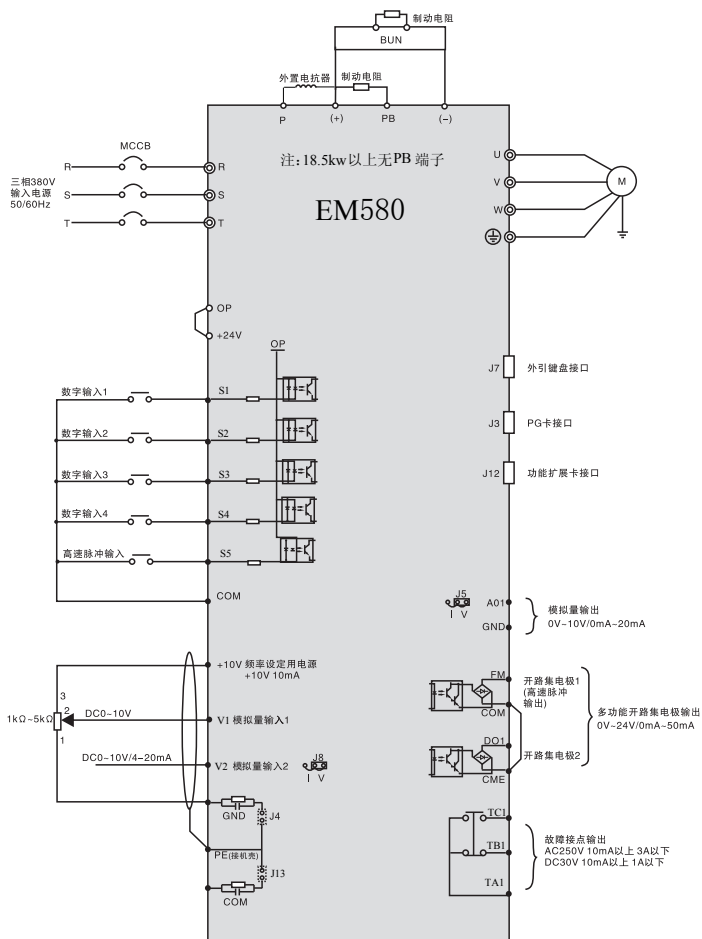 制动电阻
BUN
外置电抗器 制动电阻
P (+) PB (-)
注：18.5kw以上无PB 端子
EM580
MCCB
三相380V
输入电源
50/60Hz
R R
S S
T T
U
V
W
M
OP
+24V
OP
数字输入1 S1
数字输入2 S2
数字输入3 S3
数字输入4 S4
高速脉冲输入 S5
COM
J7 外引键盘接口
J3 PG卡接口
J12 功能扩展卡接口
J5
I V
A01
GND
模拟量输出
0V~10V/0mA~20mA
+10V 频率设定用电源
+10V 10mA
1kΩ~5kΩ
3
2
1
DC0~10V
V1 模拟量输入1
DC0~10V/4-20mA
V2 模拟量输入2
J8
I V
GND
J4
PE(接机壳)
J13
COM
FM
COM
开路集电极1
(高速脉冲
输出)
DO1
CME
开路集电极2
多功能开路集电极输出
0V~24V/0mA~50mA
TC1
TB1
TA1
故障接点输出
AC250V 10mA以上 3A以下
DC30V 10mA以上 1A以下